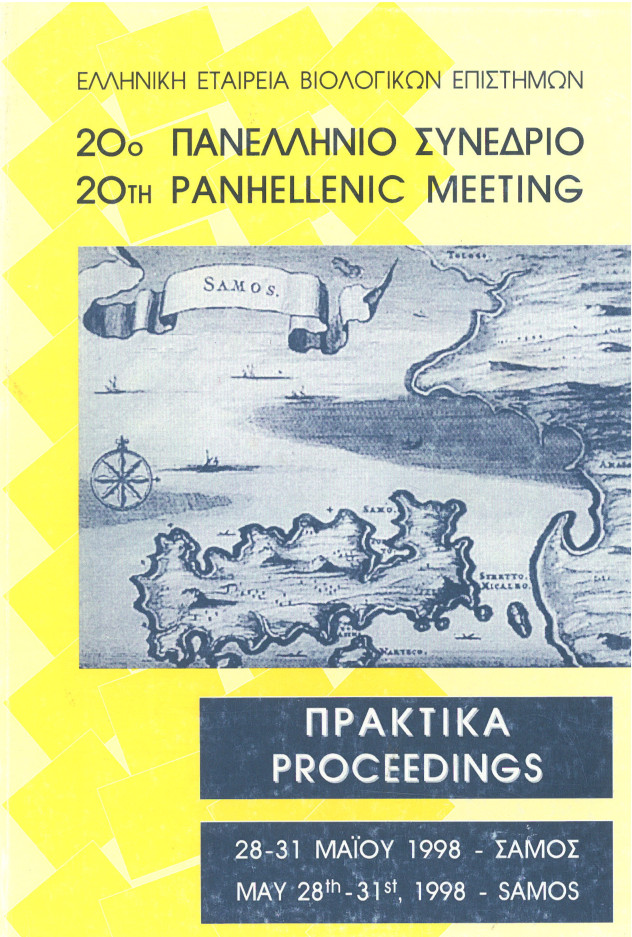 ΕΛΛΗΝΙΚΗ ΕΤΑΙΡΕΙΑ ΒΙΟΛΟΓΙΚΩΝ ΕΠΙΣΤΗΜΩΝ
20ο ΠΑΝΕΛΛΗΝΙΟ ΣΥΝΕΔΡΙΟ
20TH PANHELLENIC MEETING
SAMOS.
SAMO.
STRETTO.
MICALEO.
ΠΡΑΚΤΙΚΑ
PROCEEDINGS
28-31 ΜΑΪΟΥ 1998 - ΣΑΜΟΣ
MAY 28th-31st, 1998 - SAMOS